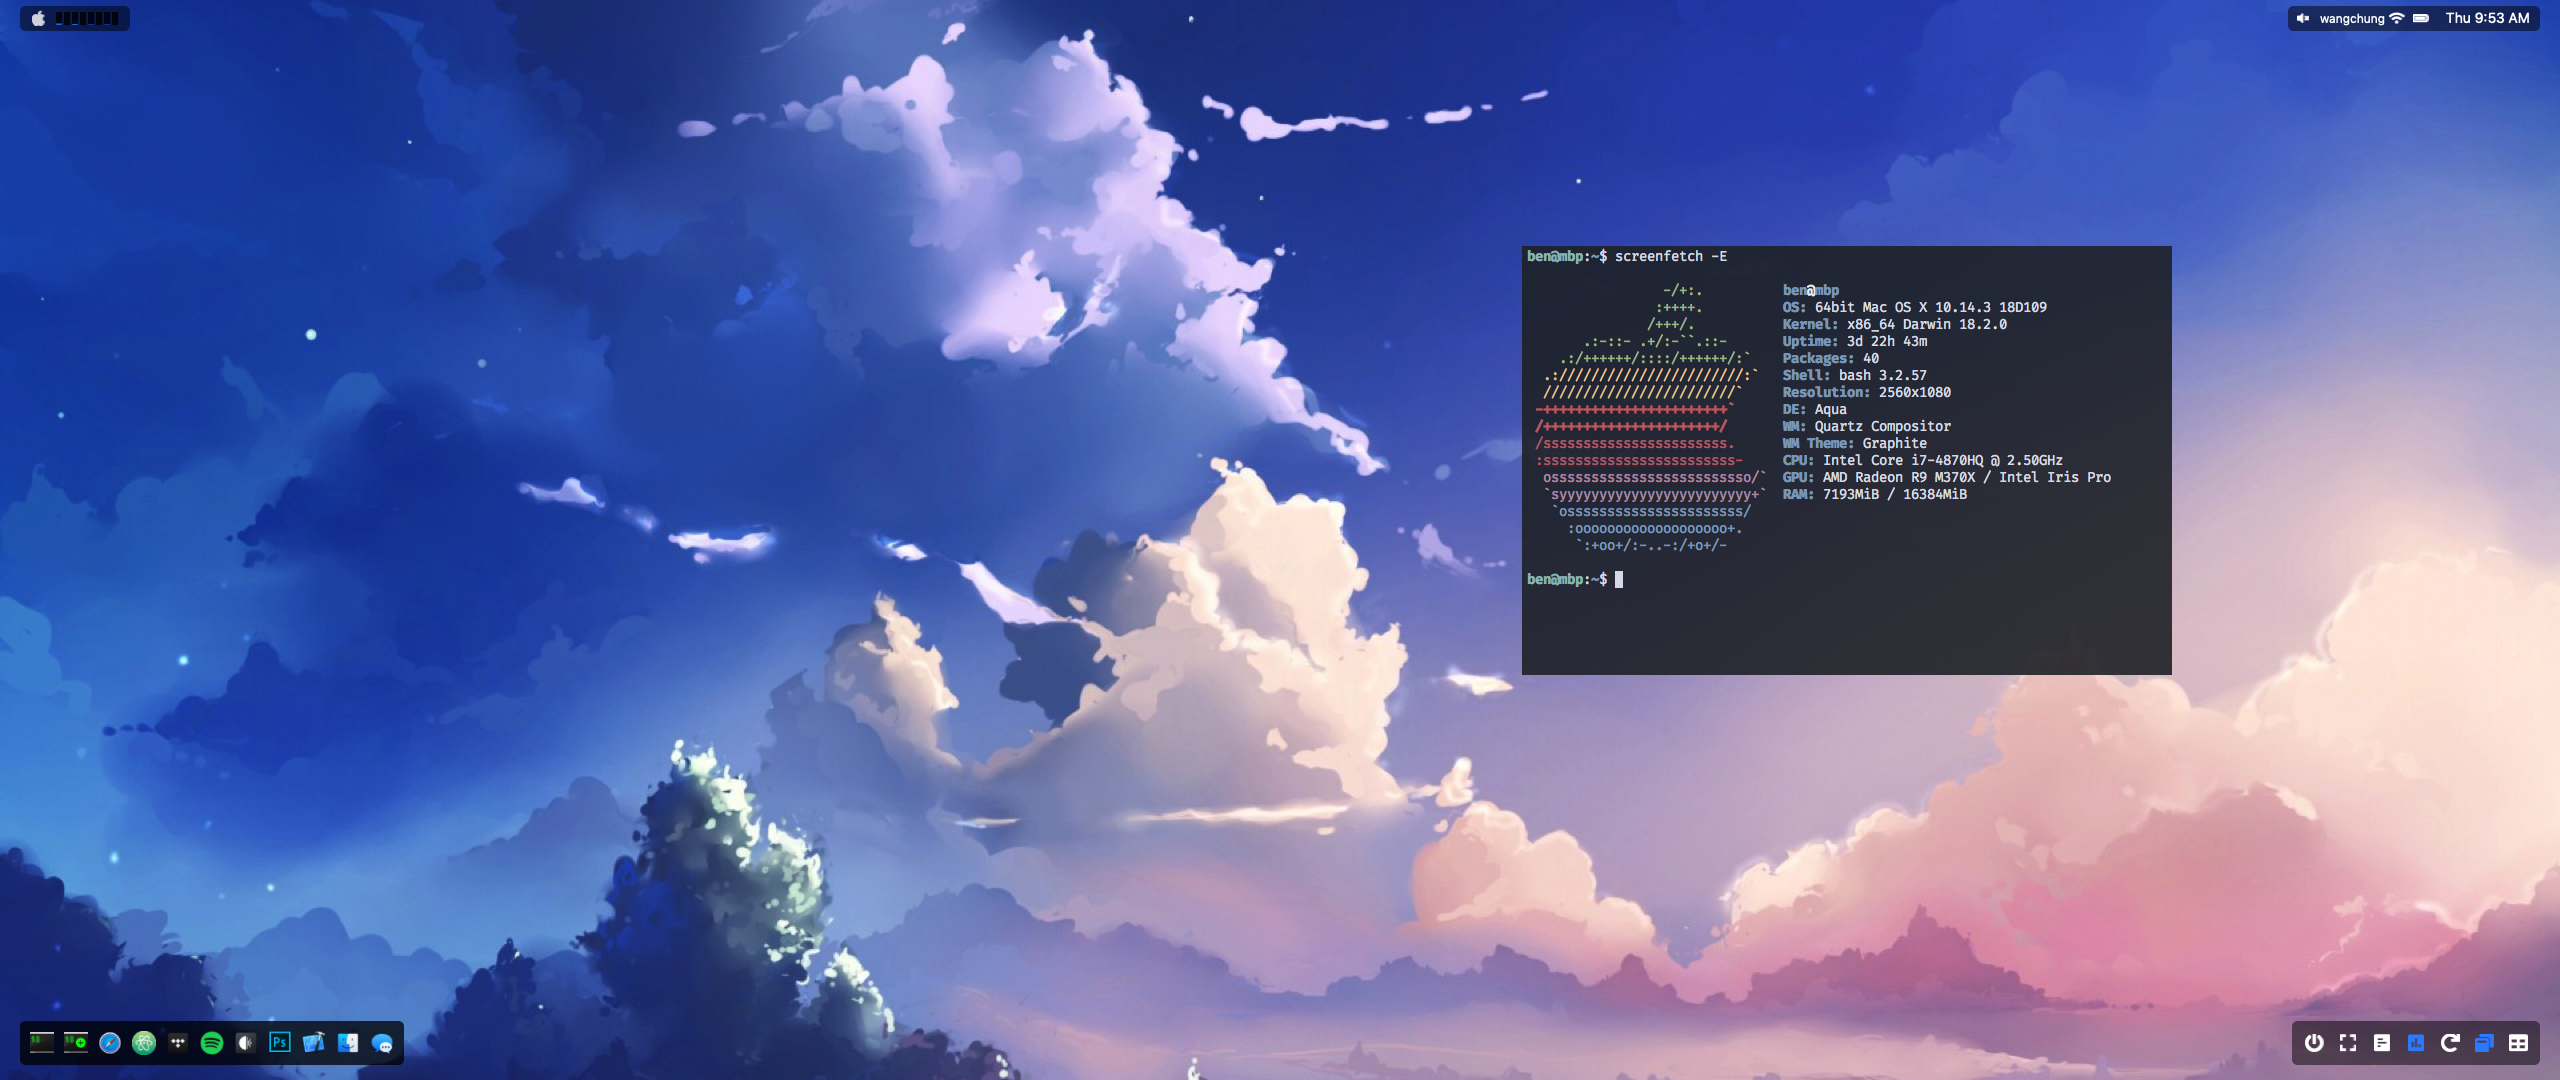 wangchung
Thu 9:53 AM
ben@mbp:~$ screenfetch -E
-/+:. ben@mbp
:++++. OS: 64bit Mac OS X 10.14.3 18D109
/+++/. Kernel: x86_64 Darwin 18.2.0
.:-::- .+/:-``.::- Uptime: 3d 22h 43m
.:/++++++/::::/++++++/:` Packages: 40
.:///////////////////////:` Shell: bash 3.2.57
////////////////////////` Resolution: 2560x1080
-+++++++++++++++++++++++` DE: Aqua
/++++++++++++++++++++++/ WM: Quartz Compositor
/sssssssssssssssssssssss. WM Theme: Graphite
:ssssssssssssssssssssssss- CPU: Intel Core i7-4870HQ @ 2.50GHz
osssssssssssssssssssssssso/` GPU: AMD Radeon R9 M370X / Intel Iris Pro
`syyyyyyyyyyyyyyyyyyyyyyyy+` RAM: 7193MiB / 16384MiB
`ossssssssssssssssssssss/
:ooooooooooooooooooo+.
`:+oo+/:-..-:/+o+/-
ben@mbp:~$
Ps